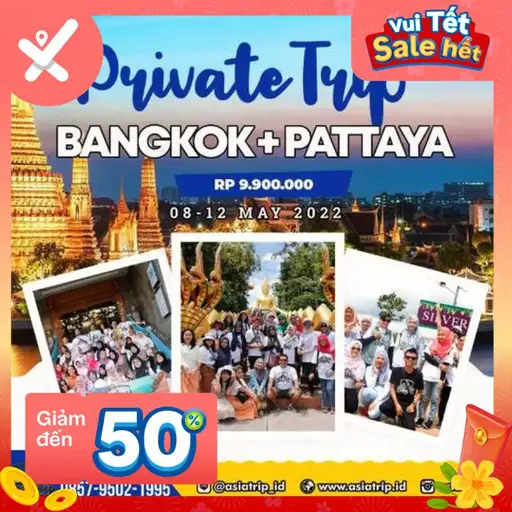 vui Tết
Sale hết
Private Trip
BANGKOK + PATTAYA
RP 9.900.000
08-12 MAY 2022
SILVER
Giảm
đến
50%
0857-9502-1995
@asiatrip_id
www.asiatrip.id